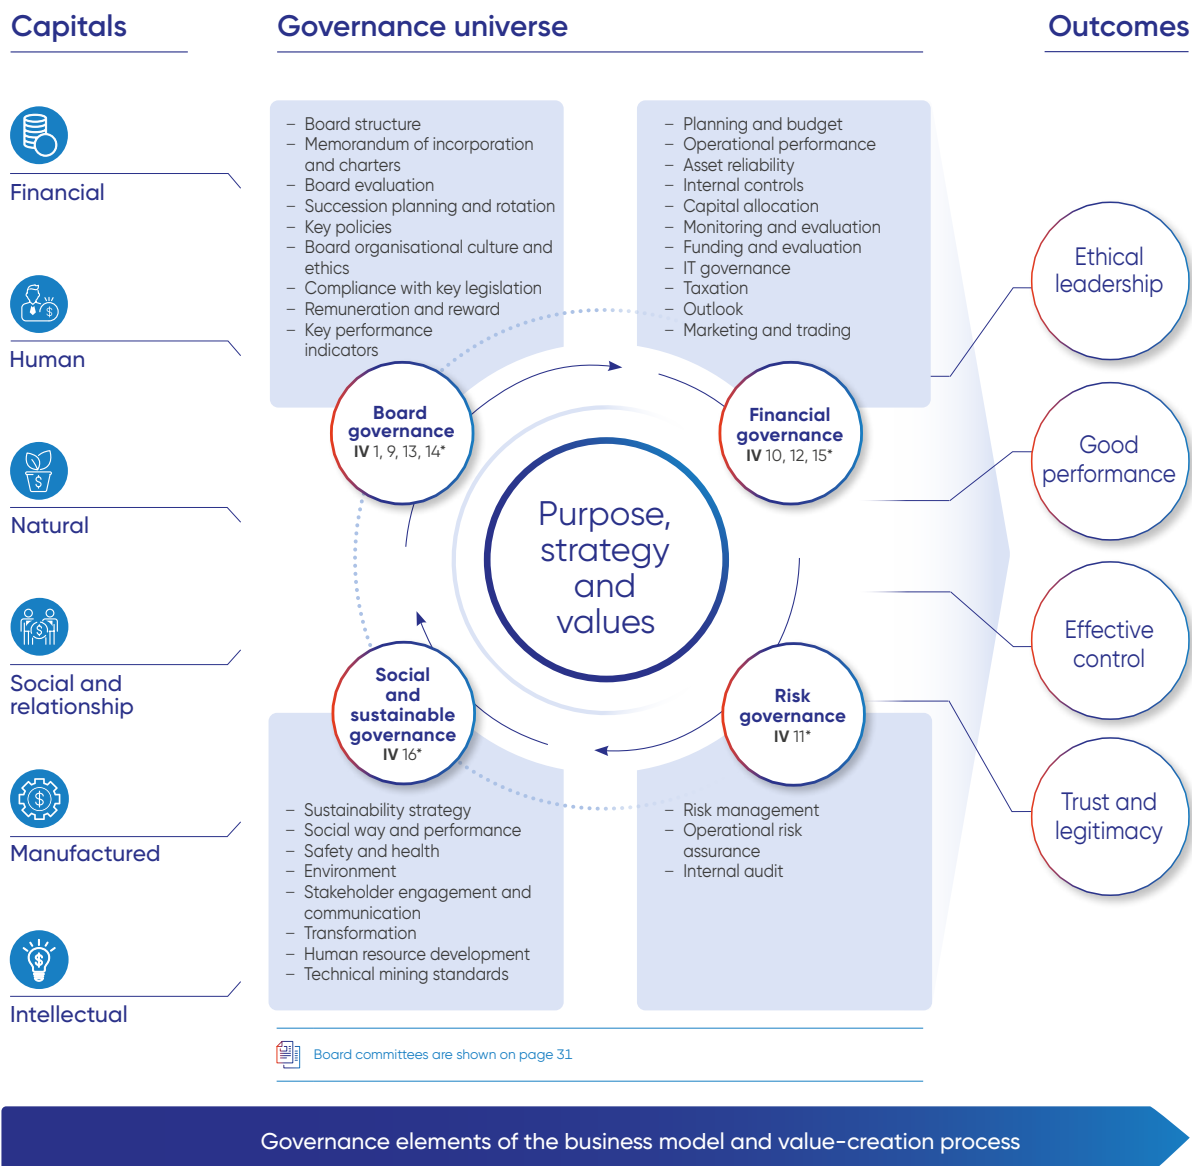 Capitals
Governance universe
Outcomes
Financial
Human
Natural
Social and
relationship
Manufactured
Intellectual
– Board structure
– Memorandum of incorporation
and charters
– Board evaluation
– Succession planning and rotation
– Key policies
– Board organisational culture and
ethics
– Compliance with key legislation
– Remuneration and reward
– Key performance
indicators
– Planning and budget
– Operational performance
– Asset reliability
– Internal controls
– Capital allocation
– Monitoring and evaluation
– Funding and evaluation
– IT governance
– Taxation
– Outlook
– Marketing and trading
Board
governance
IV 1, 9, 13, 14*
Financial
governance
IV 10, 12, 15*
Purpose,
strategy
and
values
Social
and
sustainable
governance
IV 16*
Risk
governance
IV 11*
– Sustainability strategy
– Social way and performance
– Safety and health
– Environment
– Stakeholder engagement and
communication
– Transformation
– Human resource development
– Technical mining standards
– Risk management
– Operational risk
assurance
– Internal audit
Ethical
leadership
Good
performance
Effective
control
Trust and
legitimacy
Board committees are shown on page 31
Governance elements of the business model and value-creation process